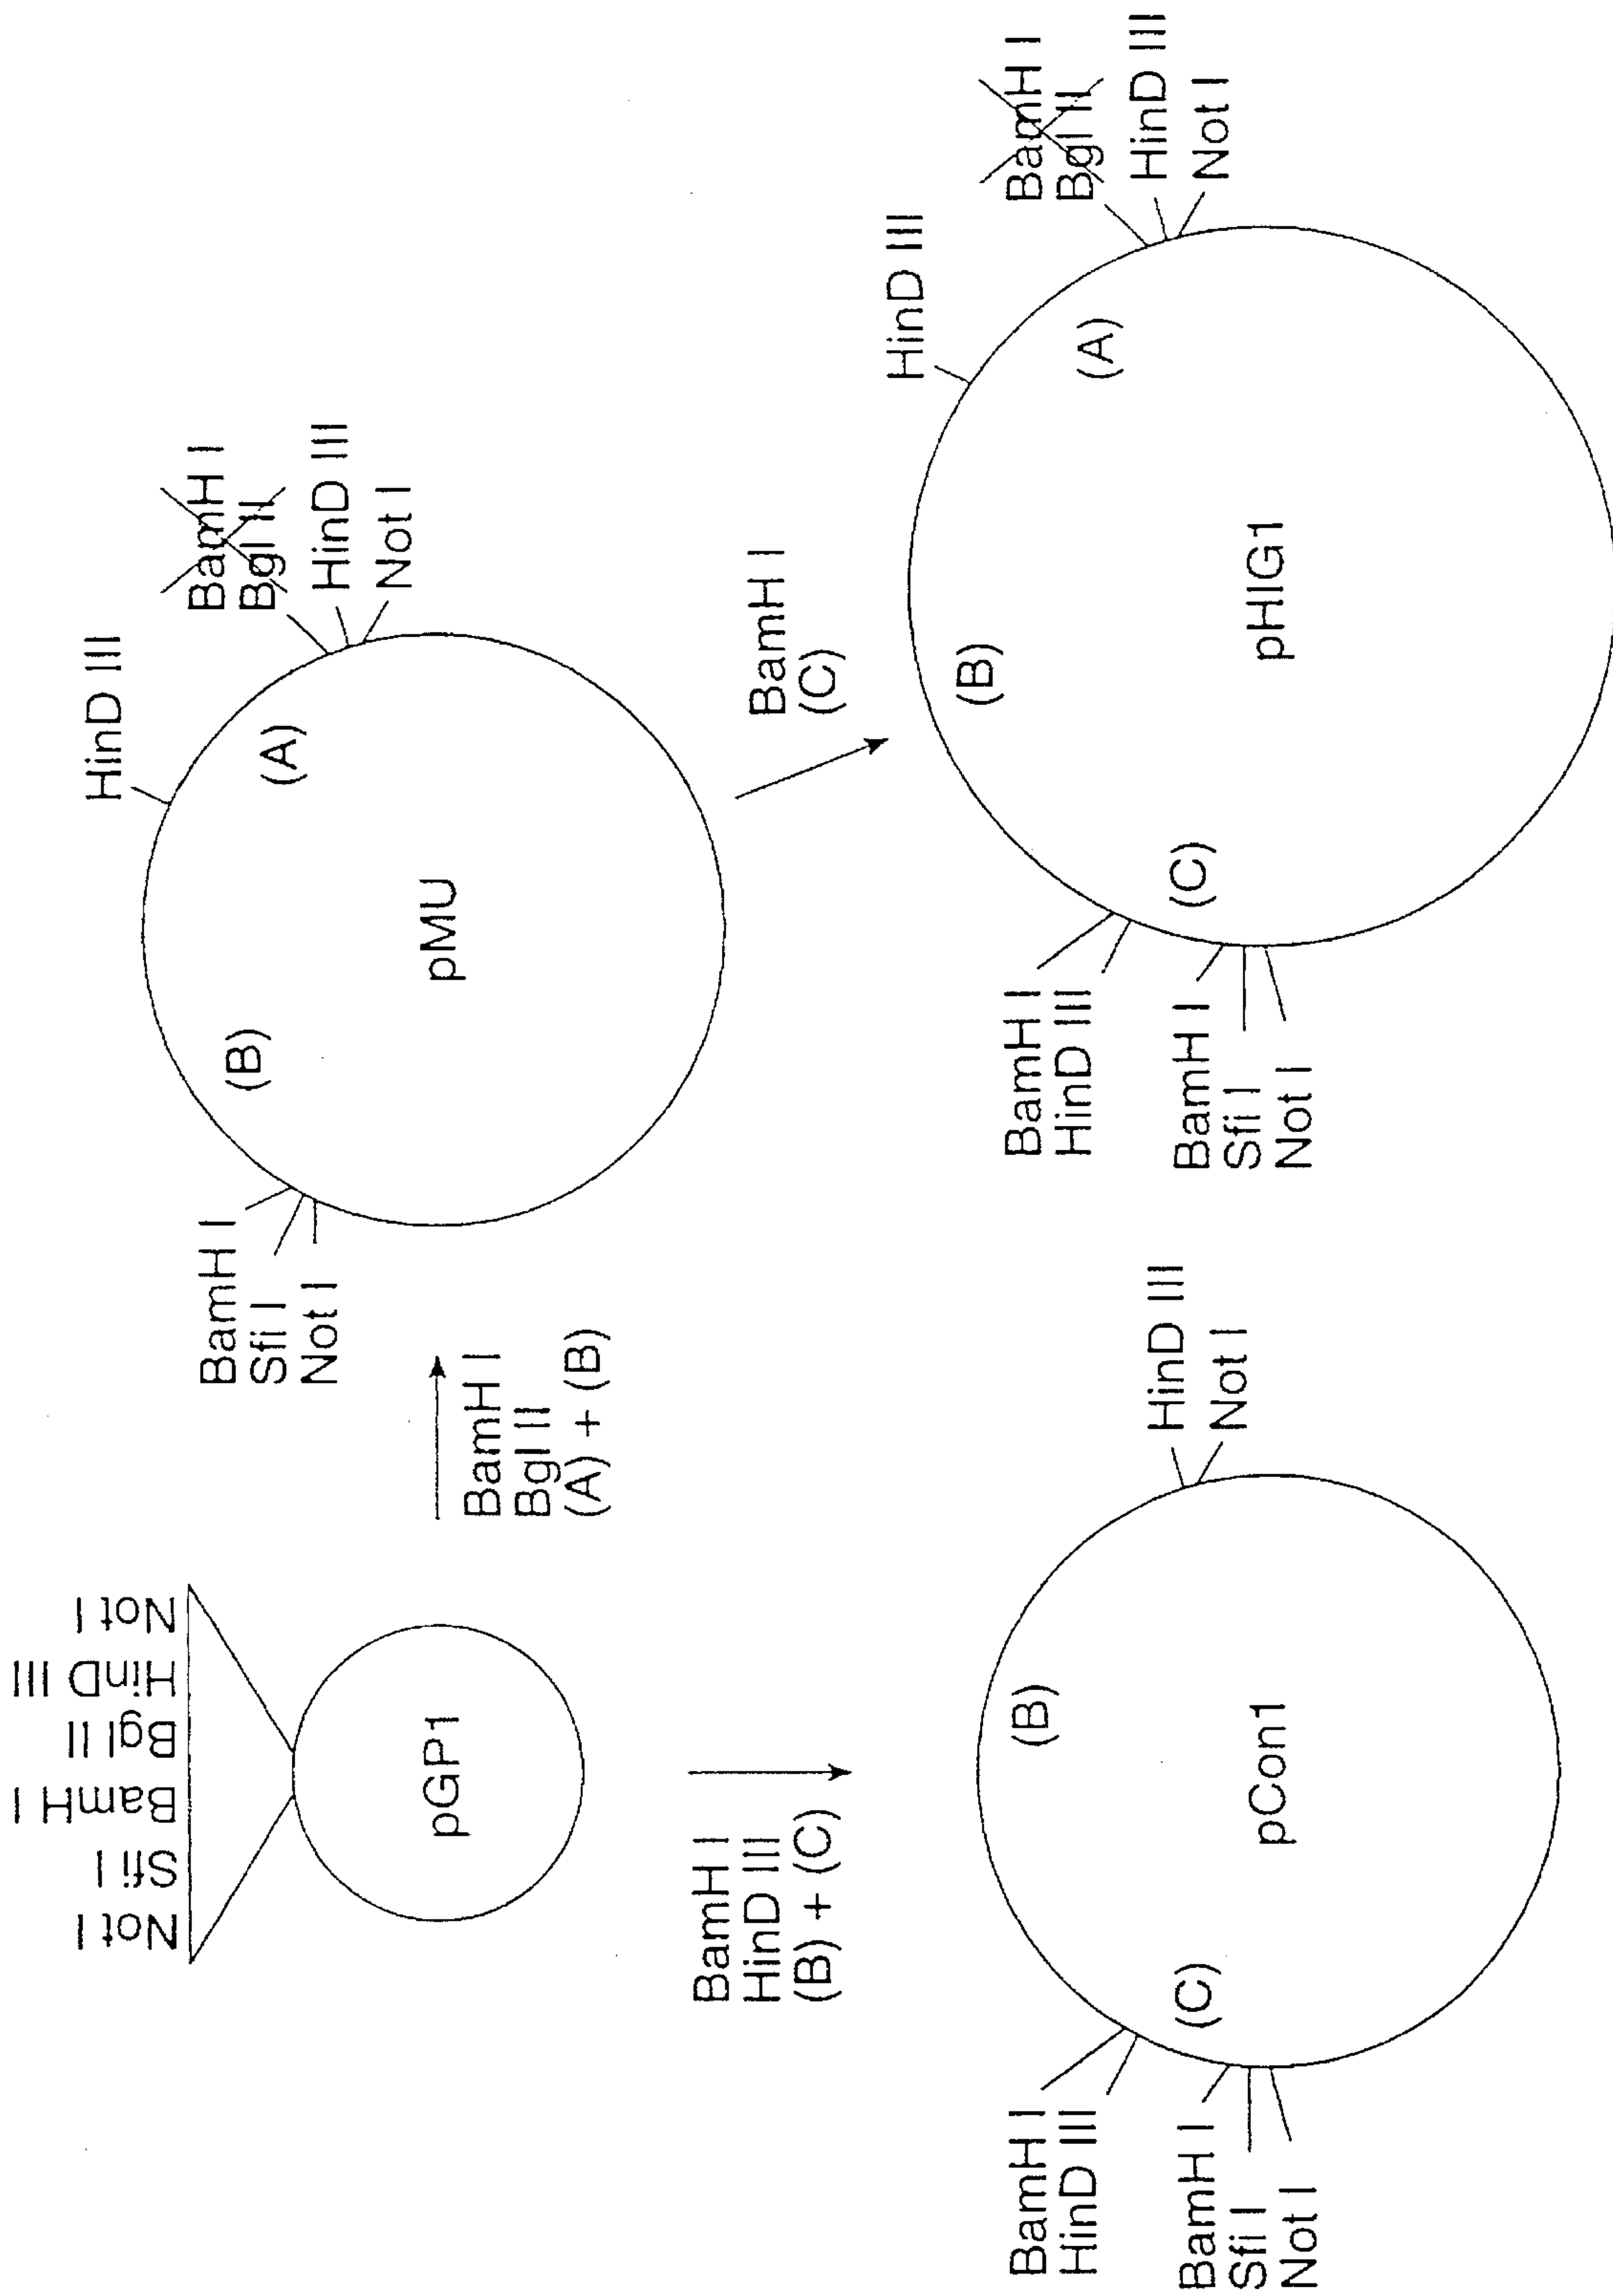 Not I
Sfi I
BamH I
Bgl II
HinD III
Not I
pGP1
BamH I
Bgl II
(A) + (B)
BamH I
Sfi I
Not I
(B)
HinD III
(A)
BamH I
Bgl II
HinD III
Not I
pMU
BamH I
HinD III
(B) + (C)
BamH I
(C)
BamH I
HinD III
BamH I
Sfi I
Not I
(C)
(B)
HinD III
Not I
pCon1
BamH I
HinD III
BamH I
Sfi I
Not I
(C)
(B)
HinD III
(A)
BamH I
Bgl II
HinD III
Not I
pHIG1